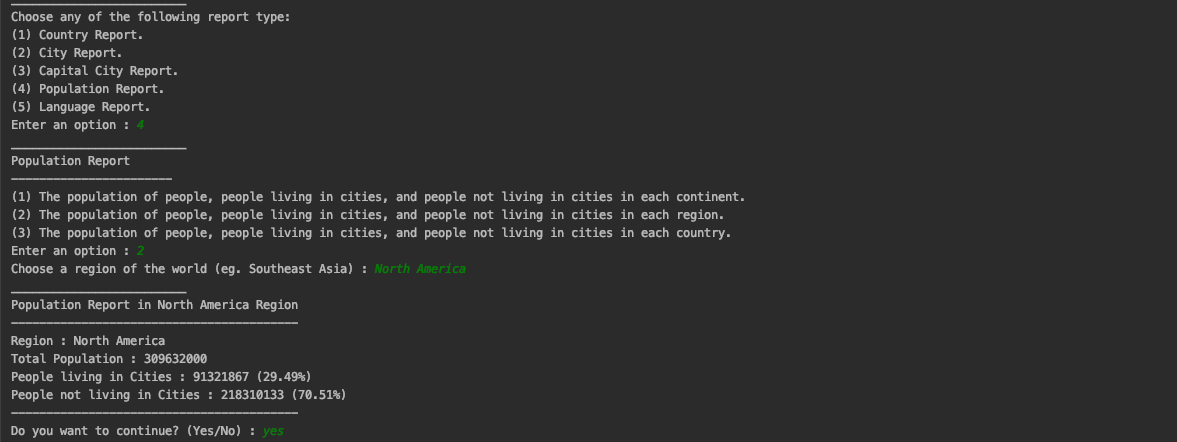 Choose any of the following report type:
(1) Country Report.
(2) City Report.
(3) Capital City Report.
(4) Population Report.
(5) Language Report.
Enter an option : 4
Population Report
(1) The population of people, people living in cities, and people not living in cities in each continent.
(2) The population of people, people living in cities, and people not living in cities in each region.
(3) The population of people, people living in cities, and people not living in cities in each country.
Enter an option : 2
Choose a region of the world (eg. Southeast Asia) : North America
Population Report in North America Region
Region : North America
Total Population : 309632000
People living in Cities : 91321867 (29.49%)
People not living in Cities : 218310133 (70.51%)
Do you want to continue? (Yes/No) : yes